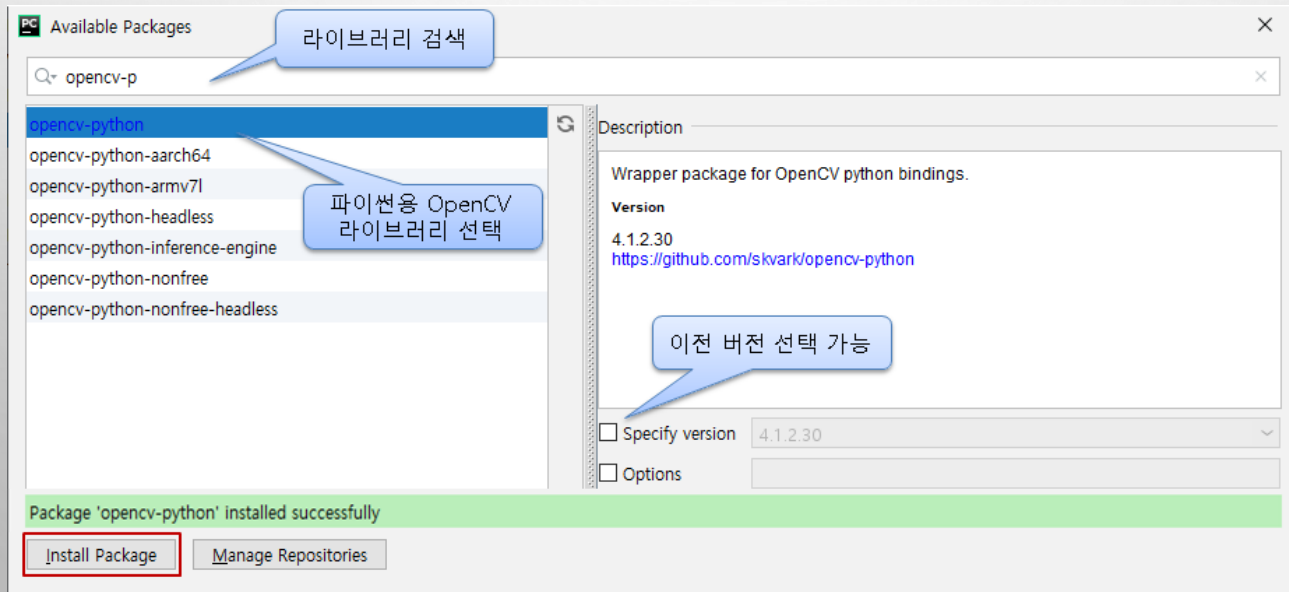 PC Available Packages
라이브러리 검색
opencv-p
opencv-python
opencv-python-aarch64
opencv-python-armv7l
opencv-python-headless
opencv-python-inference-engine
opencv-python-nonfree
opencv-python-nonfree-headless
파이썬용 OpenCV
라이브러리 선택
Description
Wrapper package for OpenCV python bindings.
Version
4.1.2.30
https://github.com/skvark/opencv-python
이전 버전 선택 가능
Specify version 4.1.2.30
Options
Package 'opencv-python' installed successfully
Install Package Manage Repositories